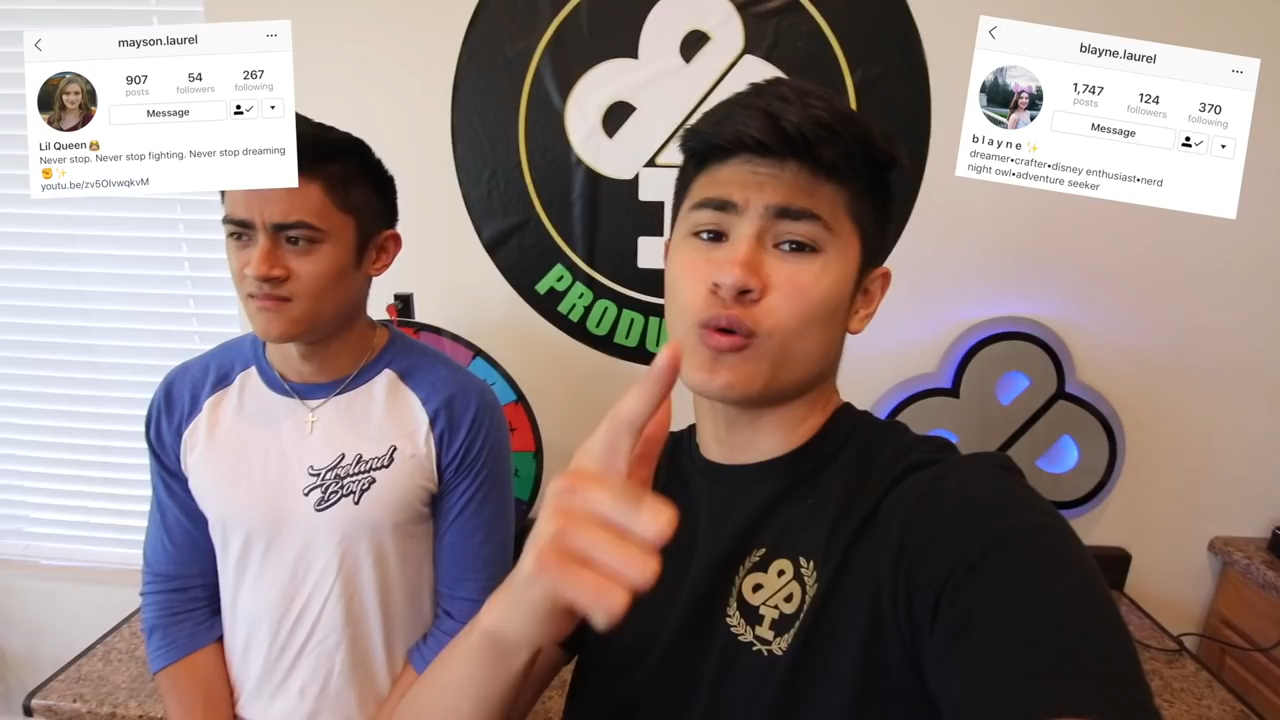 mayson.laurel
907 54 267
posts followers following
Message
Lil Queen
Never stop. Never stop fighting. Never stop dreaming
youtu.be/zv5OIvwqkvM
blayne.laurel
1,747 124 370
posts followers following
Message
b l a y n e
dreamer•crafter•disney enthusiast•nerd
night owl•adventure seeker
PRODU
Ireland
Boys
BPI